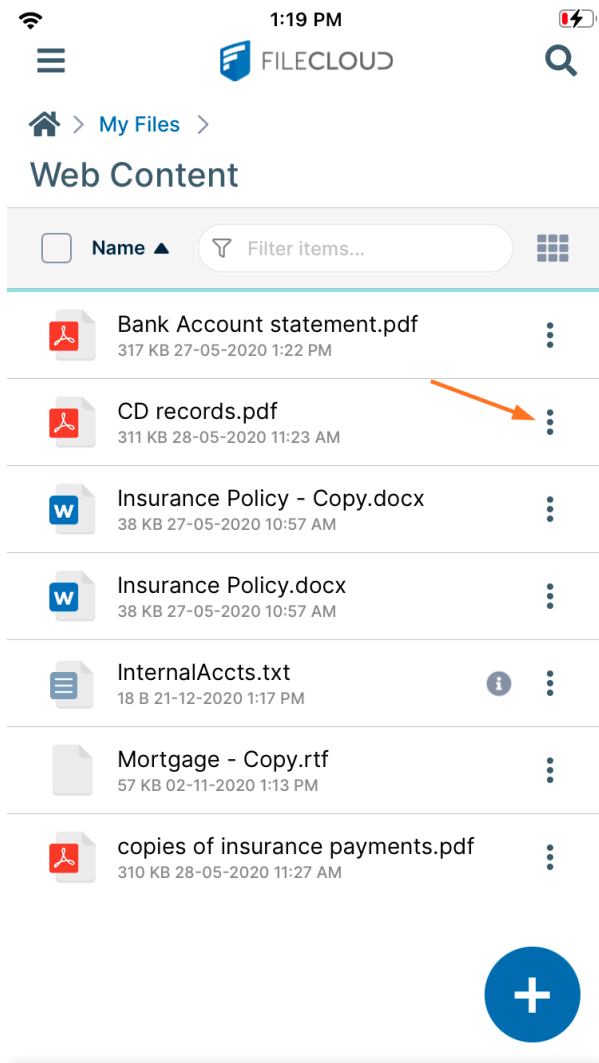 1:19 PM
FILECLOUD
My Files
Web Content
Name
Filter items...
Bank Account statement.pdf
317 KB 27-05-2020 1:22 PM
CD records.pdf
311 KB 28-05-2020 11:23 AM
W
Insurance Policy - Copy.docx
38 KB 27-05-2020 10:57 AM
W
Insurance Policy.docx
38 KB 27-05-2020 10:57 AM
InternalAccts.txt
18 B 21-12-2020 1:17 PM
Mortgage - Copy.rtf
57 KB 02-11-2020 1:13 PM
copies of insurance payments.pdf
310 KB 28-05-2020 11:27 AM